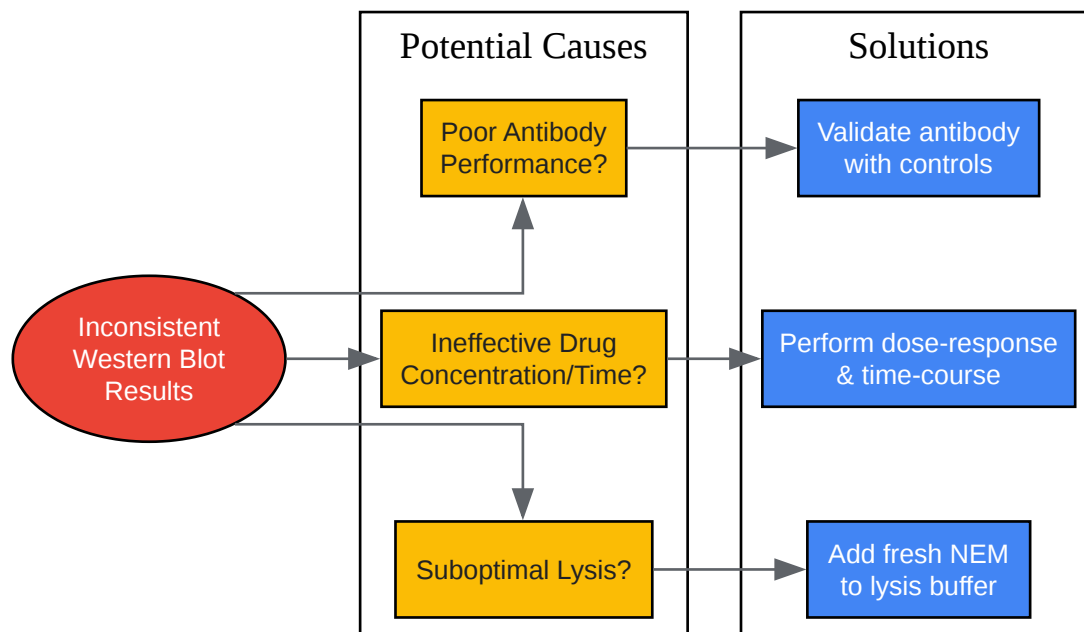 Potential Causes
Solutions
Poor Antibody
Performance?
Validate antibody
with controls
Inconsistent
Western Blot
Results
Ineffective Drug
Concentration/Time?
Perform dose-response
& time-course
Suboptimal Lysis?
Add fresh NEM
to lysis buffer